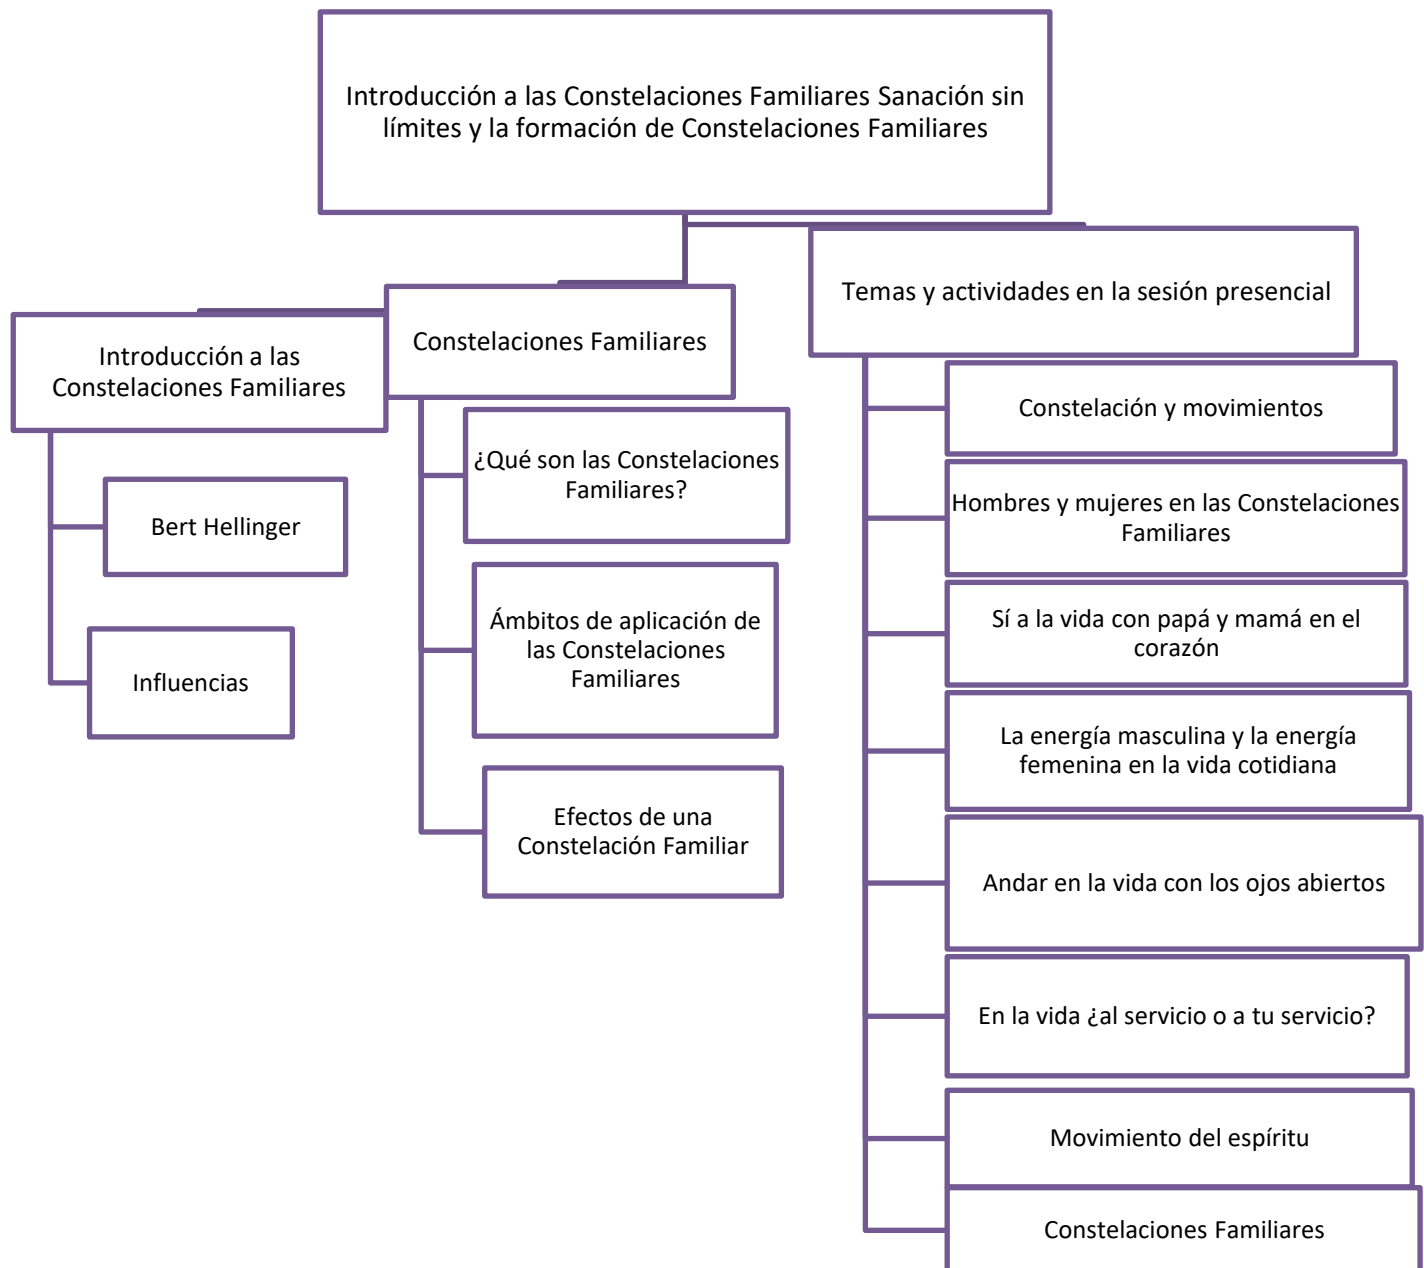 Introducción a las Constelaciones Familiares Sanación sin
límites y la formación de Constelaciones Familiares
Introducción a las
Constelaciones Familiares
Bert Hellinger
Influencias
Constelaciones Familiares
¿Qué son las Constelaciones
Familiares?
Ámbitos de aplicación de
las Constelaciones
Familiares
Efectos de una
Constelación Familiar
Temas y actividades en la sesión presencial
Constelación y movimientos
Hombres y mujeres en las Constelaciones
Familiares
Sí a la vida con papá y mamá en el
corazón
La energía masculina y la energía
femenina en la vida cotidiana
Andar en la vida con los ojos abiertos
En la vida ¿al servicio o a tu servicio?
Movimiento del espíritu
Constelaciones Familiares